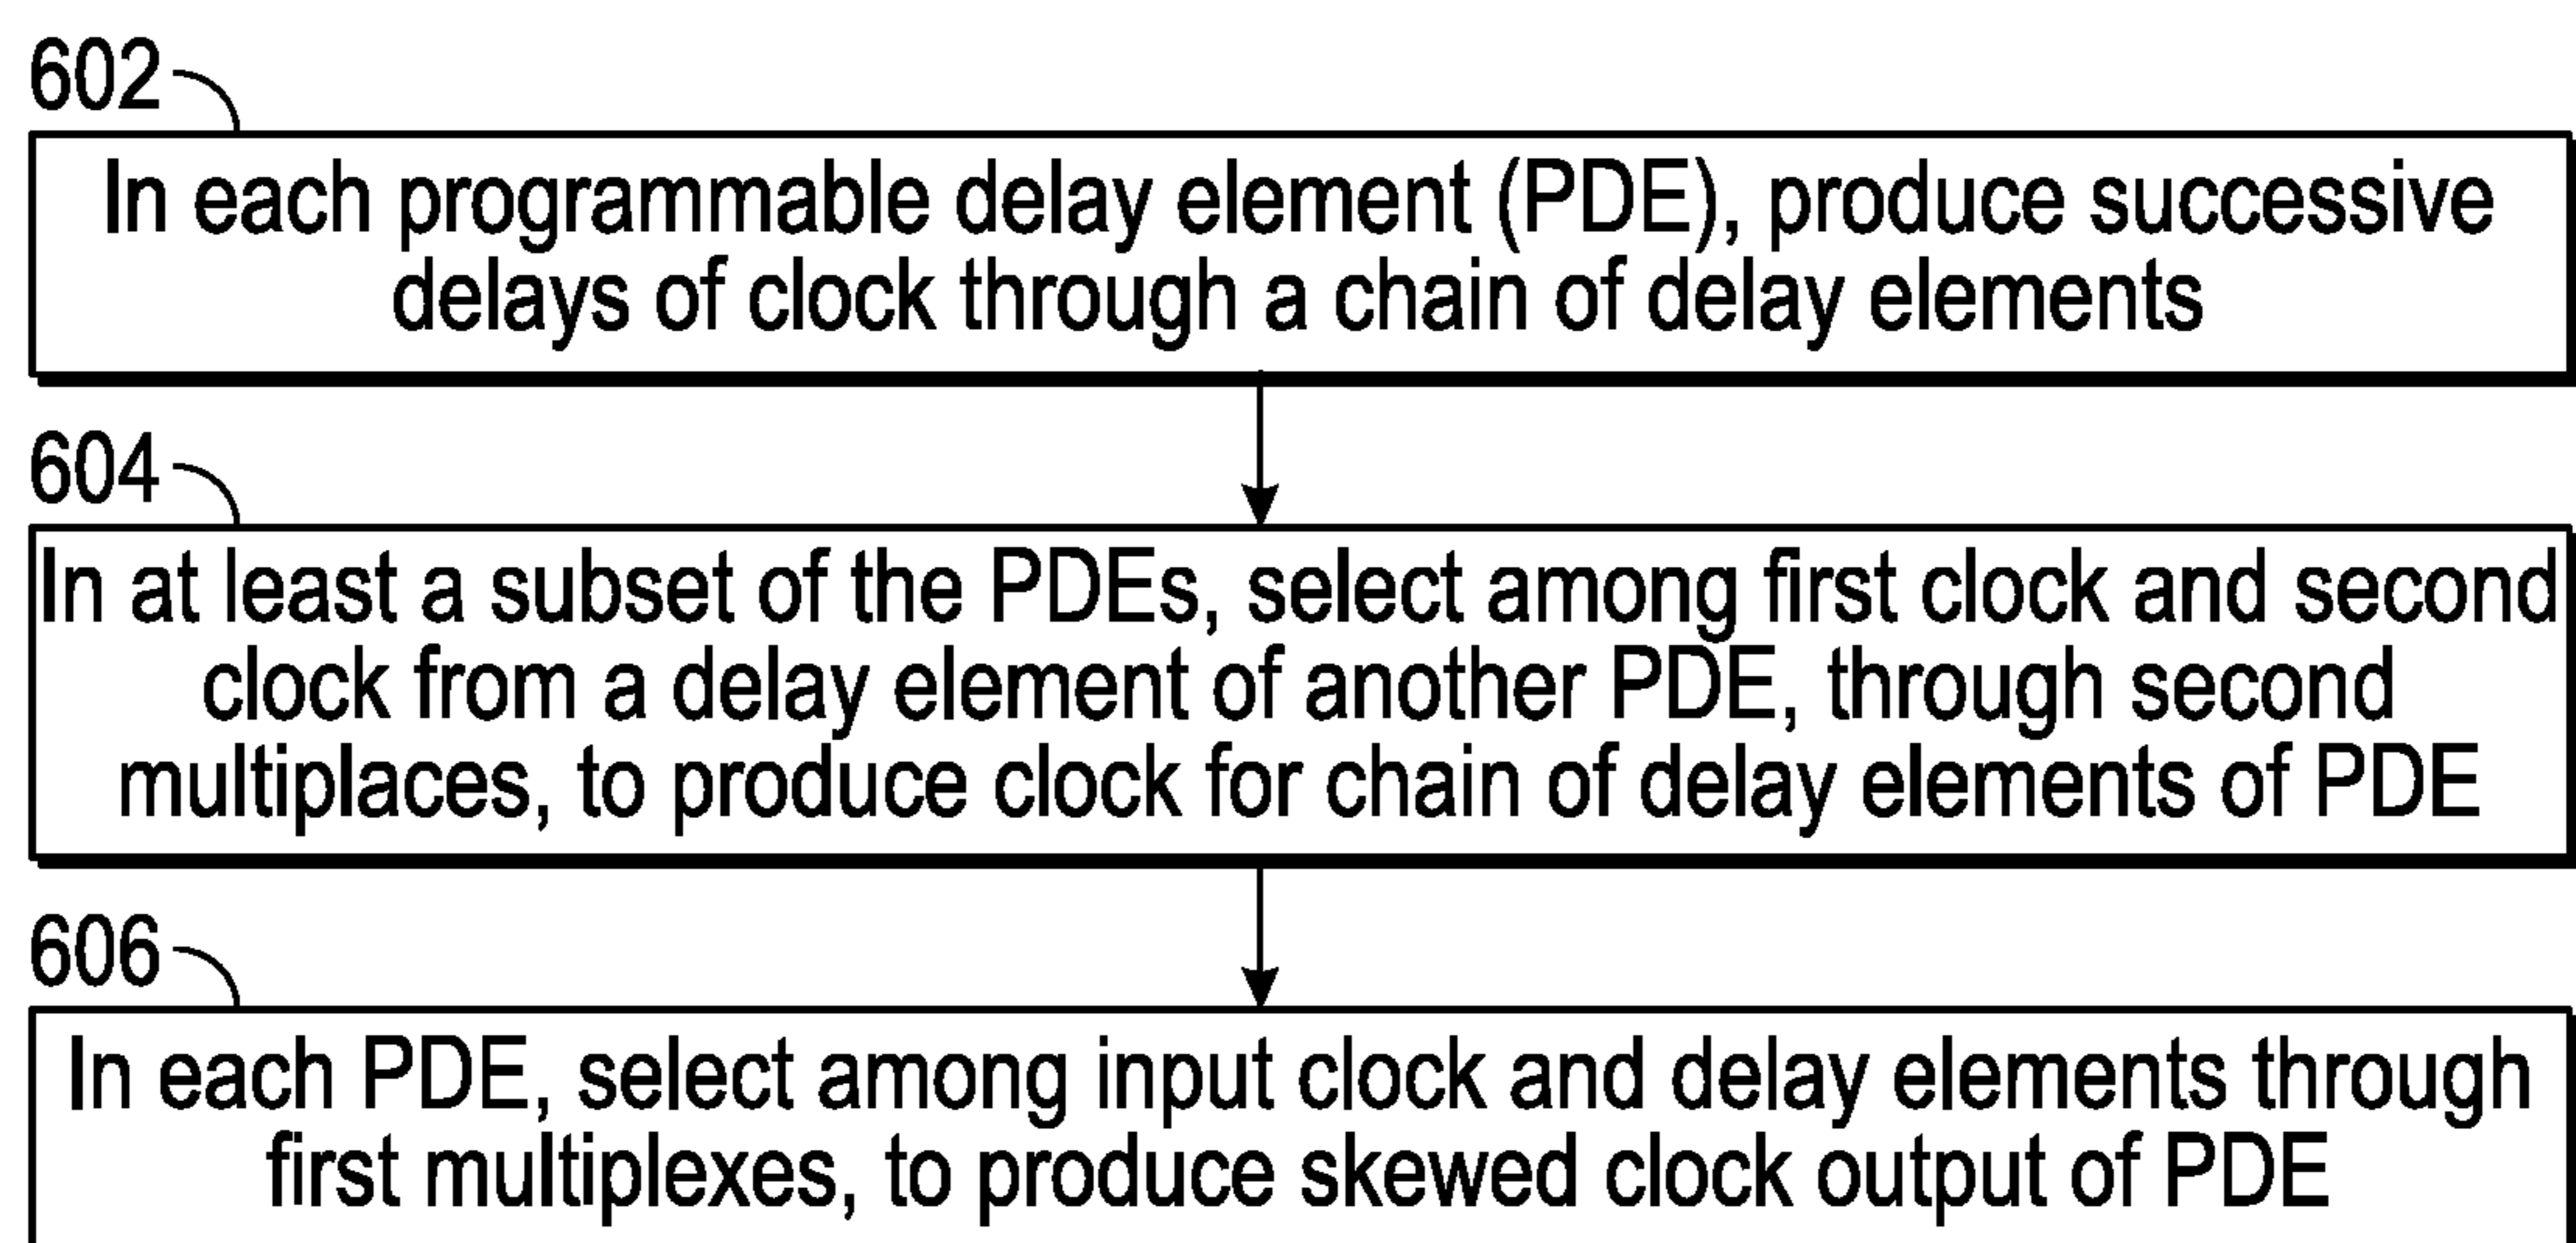 602
In each programmable delay element (PDE), produce successive
delays of clock through a chain of delay elements
604
In at least a subset of the PDEs, select among first clock and second
clock from a delay element of another PDE, through second
multiplaces, to produce clock for chain of delay elements of PDE
606
In each PDE, select among input clock and delay elements through
first multiplexes, to produce skewed clock output of PDE